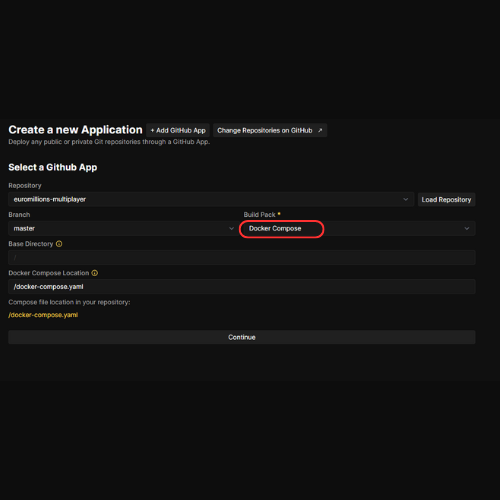 Create a new Application + Add GitHub App Change Repositories on GitHub ↗
Deploy any public or private Git repositories through a GitHub App.
Select a Github App
Repository
euromillions-multiplayer Load Repository
Branch Build Pack *
master Docker Compose
Base Directory
/
Docker Compose Location
/docker-compose.yaml
Compose file location in your repository:
/docker-compose.yaml
Continue